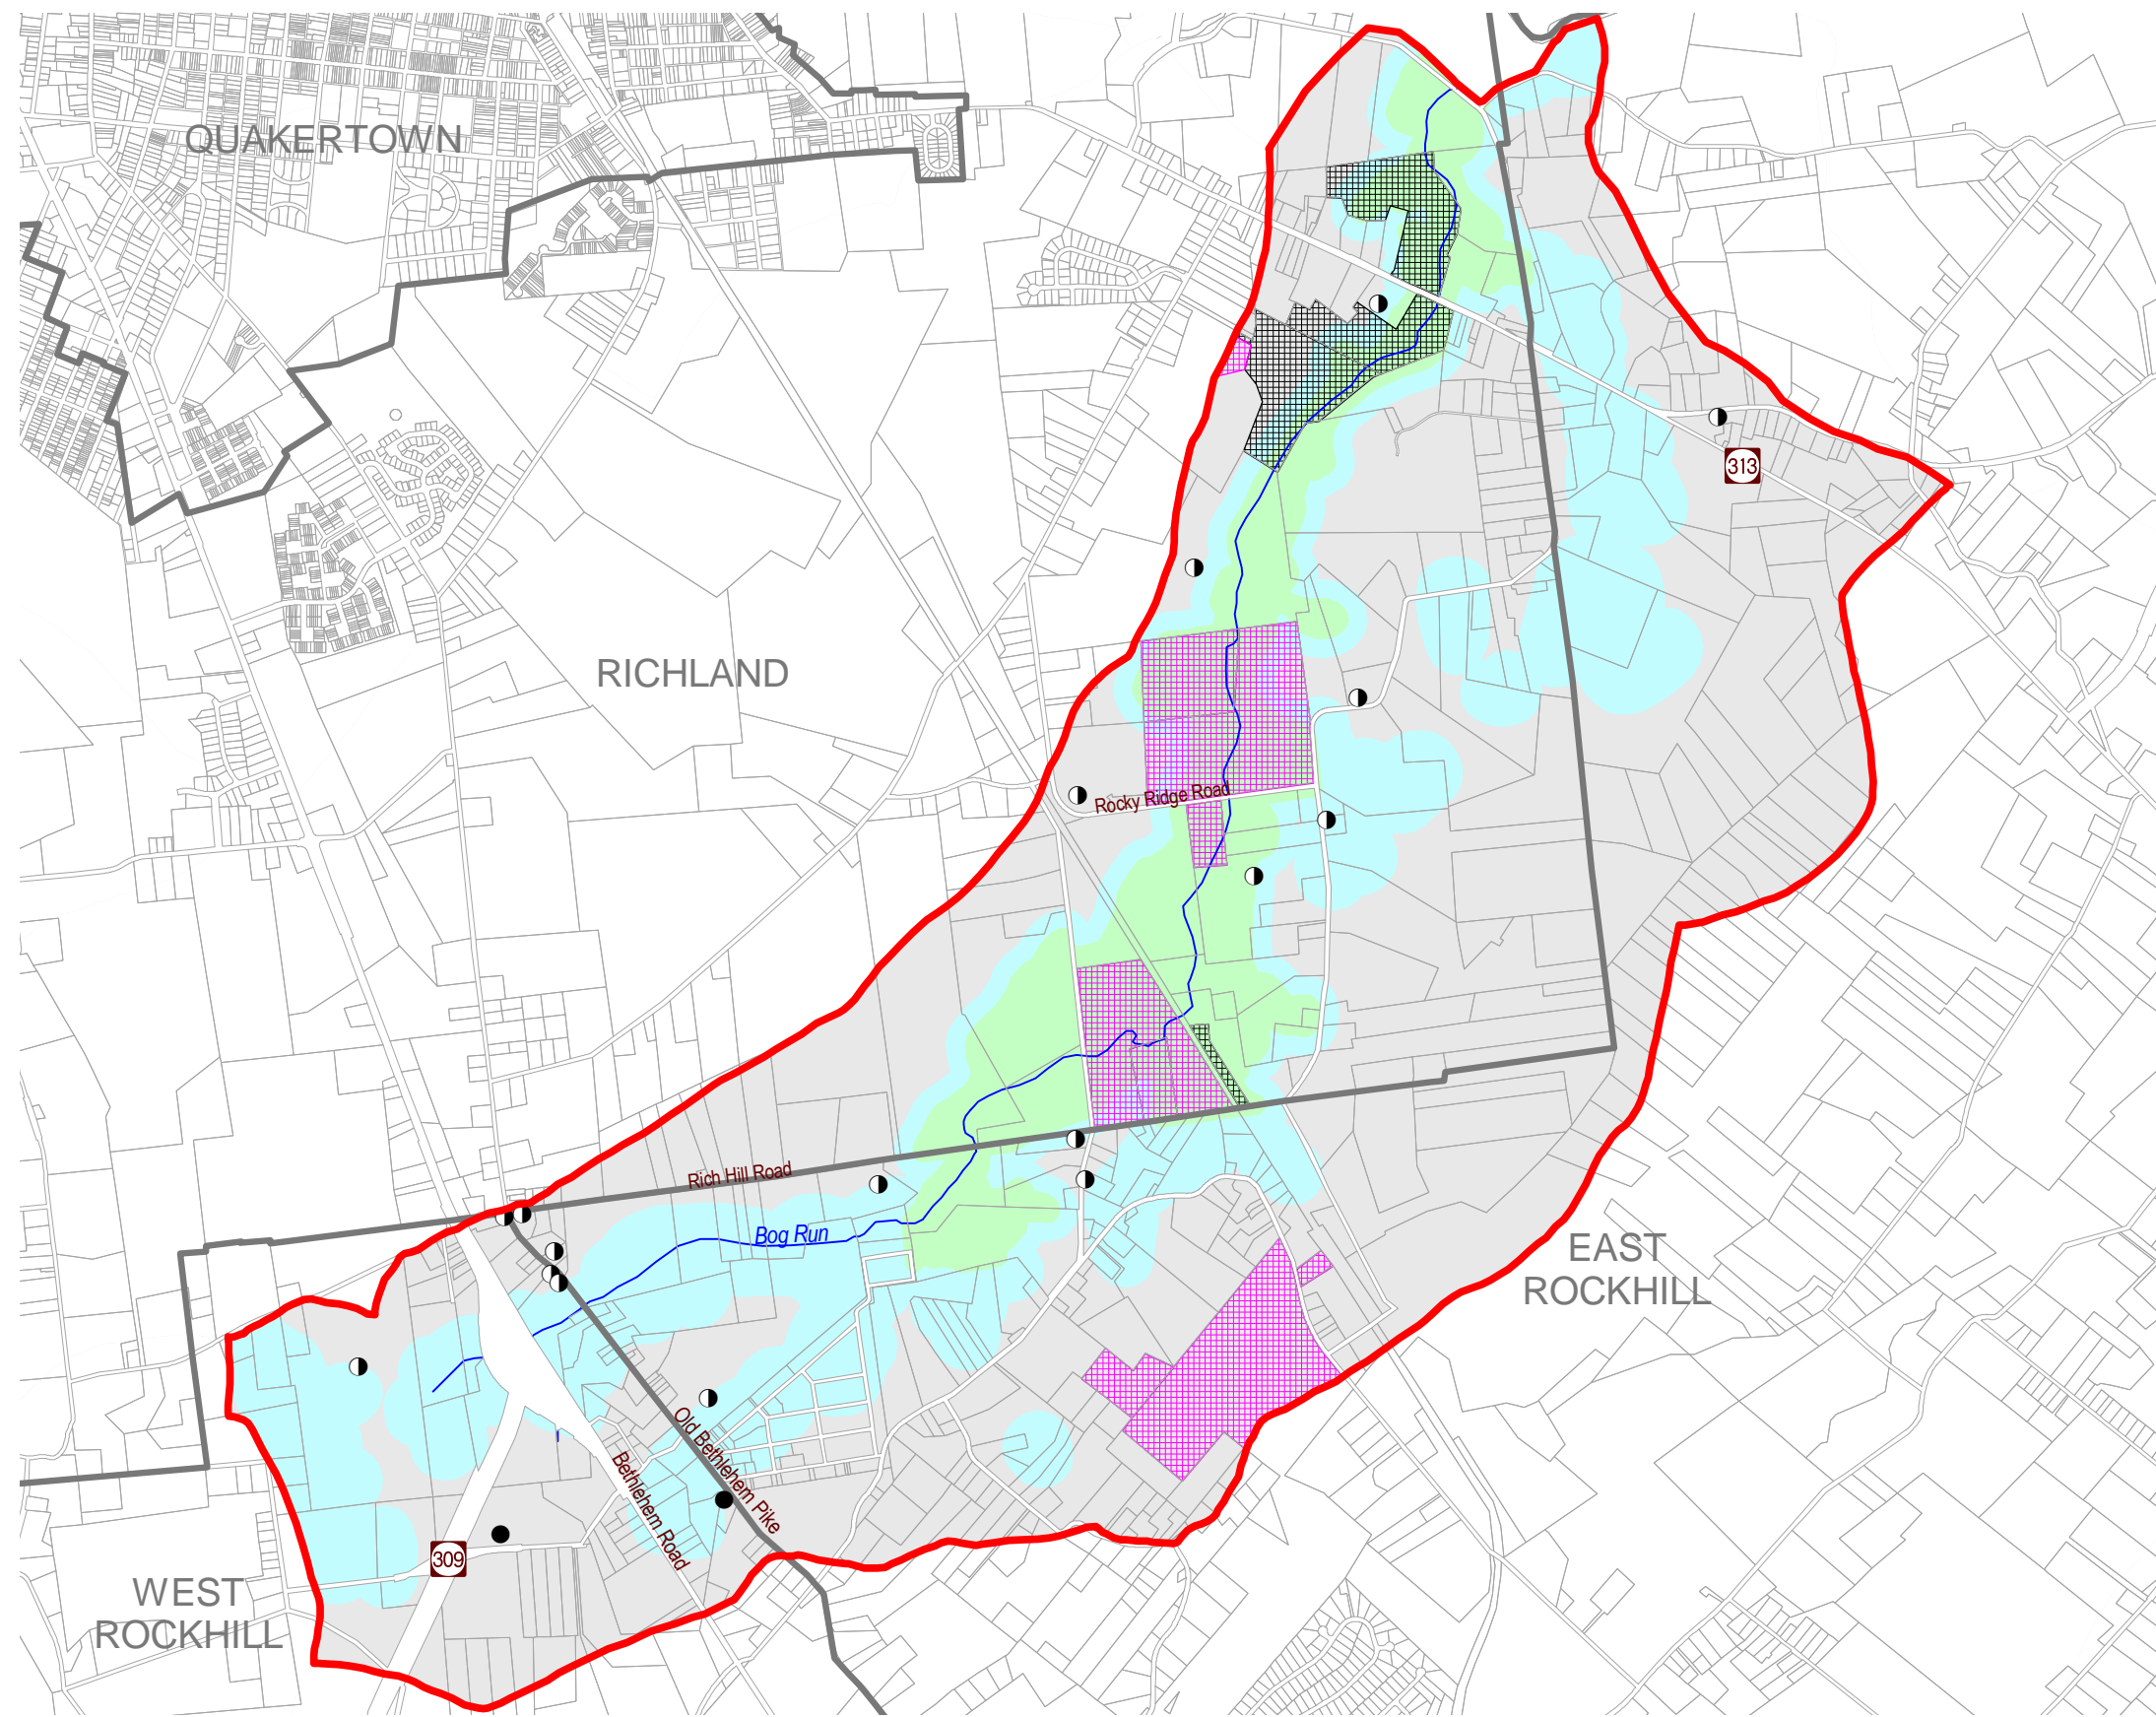 QUAKERTOWN
313
RICHLAND
Rocky Ridge Road
Rich Hill Road
Bog Run
EAST
ROCKHILL
Old Bethlehem Pike
Bethlehem Road
309
WEST
ROCKHILL